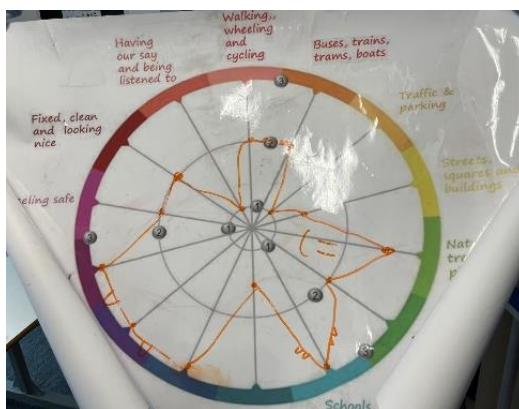 Walking,
wheeling
and
cycling
Buses, trains,
trams, boats
Traffic &
parking
Streets,
squares and
buildings
Having
our say
and being
listened to
Fixed, clean
and looking
nice
eeling safe
Schools
3
2
1
3
2
1
1
2
3